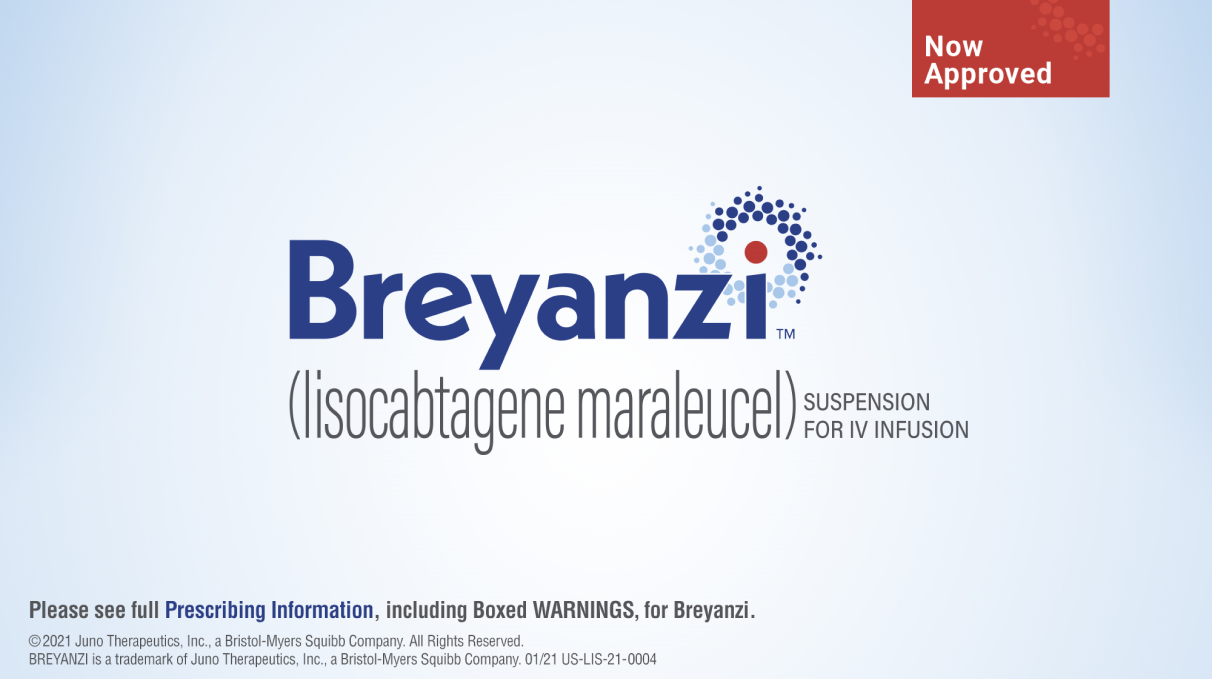 Now
Approved
Breyanzi™
(lisocabtagene maraleucel) SUSPENSION
FOR IV INFUSION
Please see full Prescribing Information, including Boxed WARNINGS, for Breyanzi.
©2021 Juno Therapeutics, Inc., a Bristol-Myers Squibb Company. All Rights Reserved.
BREYANZI is a trademark of Juno Therapeutics, Inc., a Bristol-Myers Squibb Company. 01/21 US-LIS-21-0004